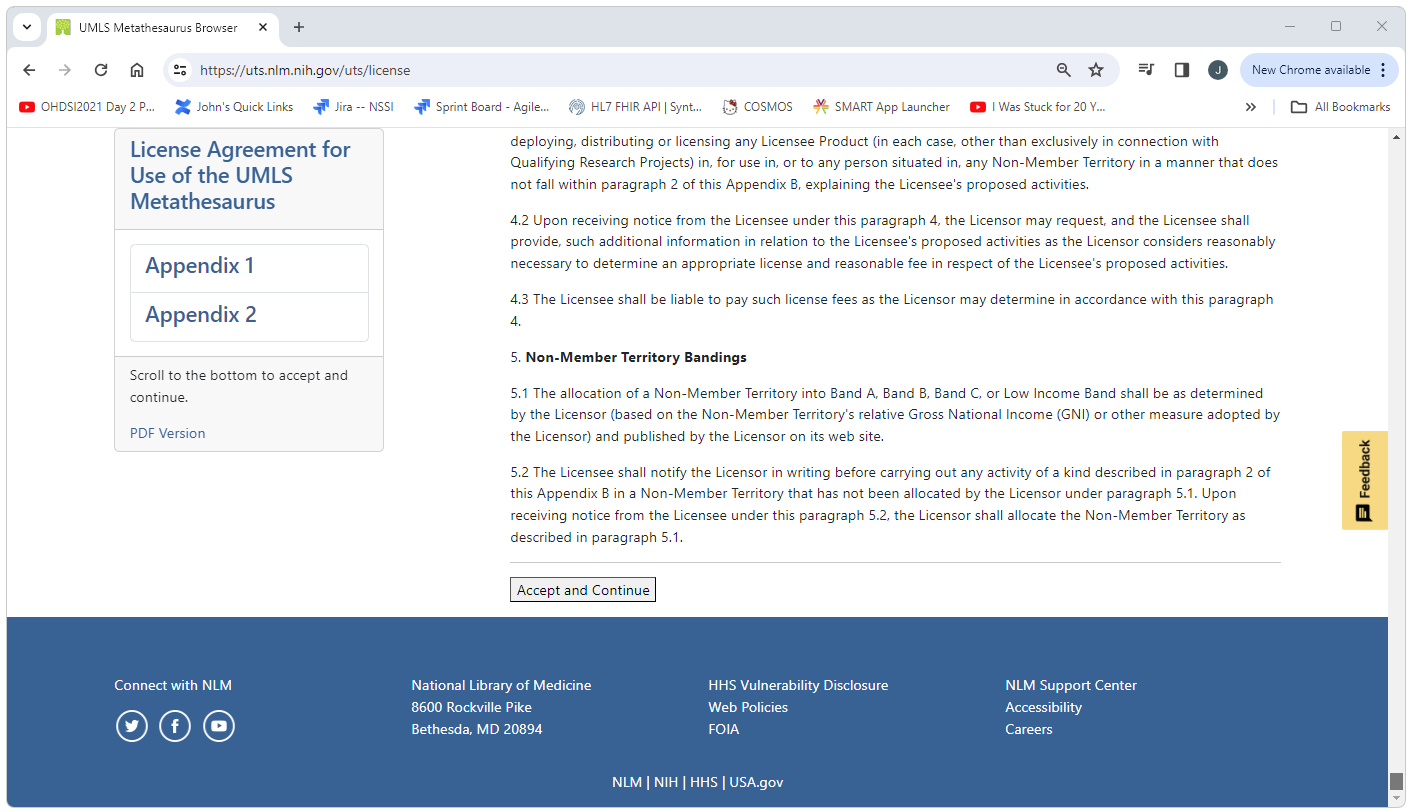 UMLS Metathesaurus Browser
https://uts.nlm.nih.gov/uts/license
J
New Chrome available
OHDSI2021 Day 2 P...
John's Quick Links
Jira -- NSSI
Sprint Board - Agile...
HL7 FHIR API | Synt...
COSMOS
SMART App Launcher
I Was Stuck for 20 Y...
All Bookmarks
License Agreement for
Use of the UMLS
Metathesaurus
Appendix 1
Appendix 2
Scroll to the bottom to accept and
continue.
PDF Version
deploying, distributing or licensing any Licensee Product (in each case, other than exclusively in connection with
Qualifying Research Projects) in, for use in, or to any person situated in, any Non-Member Territory in a manner that does
not fall within paragraph 2 of this Appendix B, explaining the Licensee's proposed activities.
4.2 Upon receiving notice from the Licensee under this paragraph 4, the Licensor may request, and the Licensee shall
provide, such additional information in relation to the Licensee's proposed activities as the Licensor considers reasonably
necessary to determine an appropriate license and reasonable fee in respect of the Licensee's proposed activities.
4.3 The Licensee shall be liable to pay such license fees as the Licensor may determine in accordance with this paragraph
4.
5. Non-Member Territory Bandings
5.1 The allocation of a Non-Member Territory into Band A, Band B, Band C, or Low Income Band shall be as determined
by the Licensor (based on the Non-Member Territory's relative Gross National Income (GNI) or other measure adopted by
the Licensor) and published by the Licensor on its web site.
5.2 The Licensee shall notify the Licensor in writing before carrying out any activity of a kind described in paragraph 2 of
this Appendix B in a Non-Member Territory that has not been allocated by the Licensor under paragraph 5.1. Upon
receiving notice from the Licensee under this paragraph 5.2, the Licensor shall allocate the Non-Member Territory as
described in paragraph 5.1.
Accept and Continue
Feedback
Connect with NLM
National Library of Medicine
8600 Rockville Pike
Bethesda, MD 20894
HHS Vulnerability Disclosure
Web Policies
FOIA
NLM Support Center
Accessibility
Careers
NLM | NIH | HHS | USA.gov